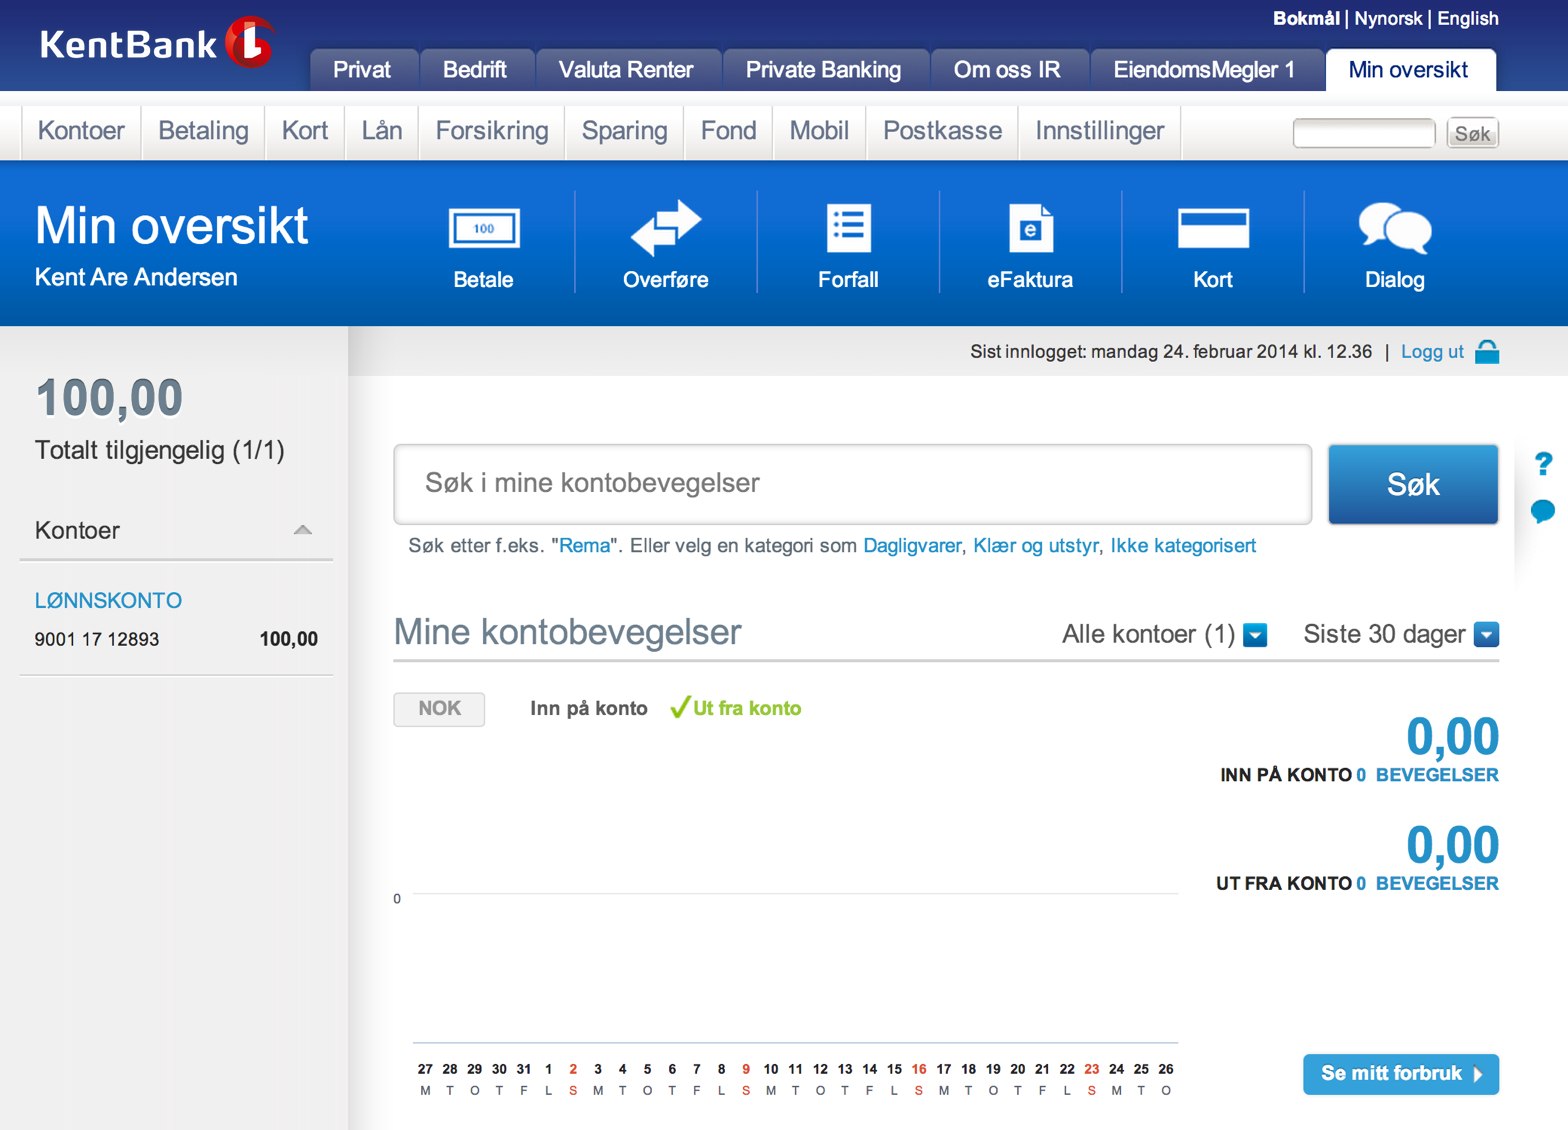 Bokmål | Nynorsk | English
KentBank
Privat Bedrift Valuta Renter Private Banking Om oss IR EiendomsMegler 1 Min oversikt
Kontoer Betaling Kort Lån Forsikring Sparing Fond Mobil Postkasse Innstillinger Søk
Min oversikt
Kent Are Andersen
100
e
Betale Overføre Forfall eFaktura Kort Dialog
Sist innlogget: mandag 24. februar 2014 kl. 12.36 | Logg ut
100,00
Totalt tilgjengelig (1/1)
Kontoer
LØNNSKONTO
9001 17 12893 100,00
Søk i mine kontobevegelser
Søk
?
Søk etter f.eks. "Rema". Eller velg en kategori som Dagligvarer, Klær og utstyr, Ikke kategorisert
Mine kontobevegelser Alle kontoer (1) Siste 30 dager
NOK Inn på konto Ut fra konto
0,00
INN PÅ KONTO 0 BEVEGELSER
0,00
UT FRA KONTO 0 BEVEGELSER
0
27 28 29 30 31 1 2 3 4 5 6 7 8 9 10 11 12 13 14 15 16 17 18 19 20 21 22 23 24 25 26
M T O T F L S M T O T F L S M T O T F L S M T O T F L S M T O
Se mitt forbruk